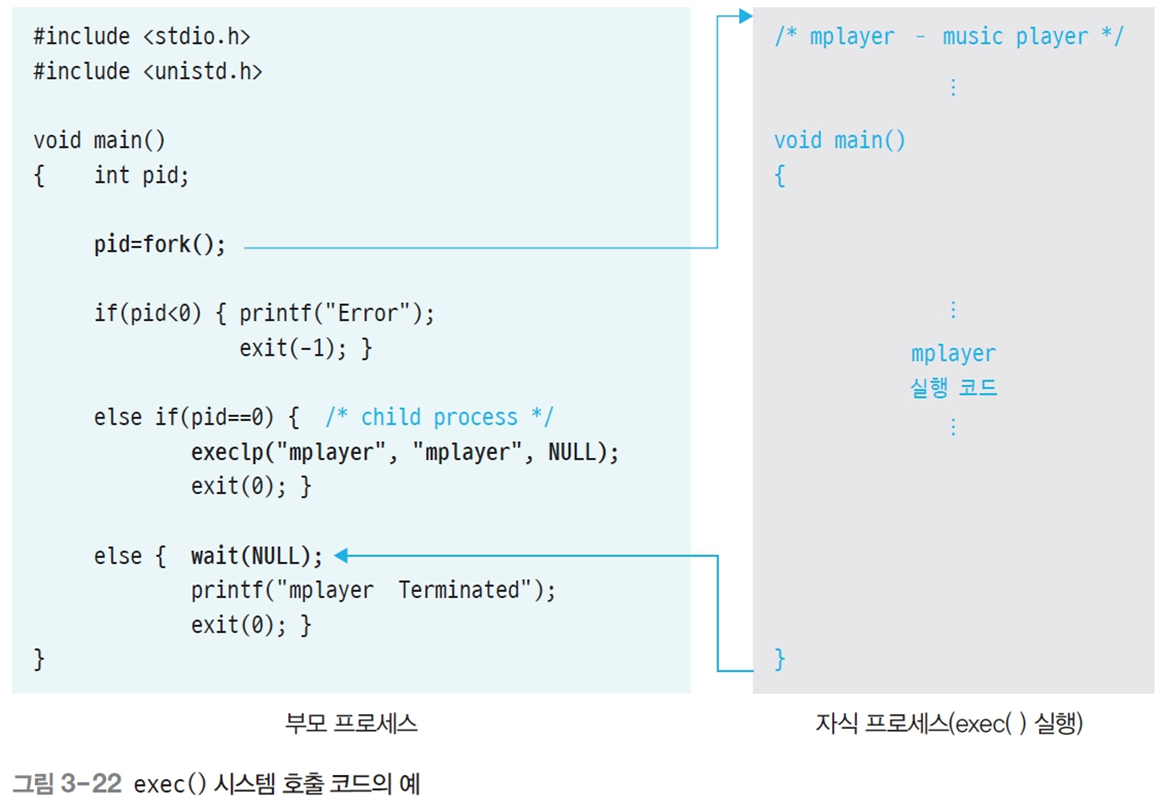 #include <stdio.h>
#include <unistd.h>
void main()
{    int pid;
pid=fork();
if(pid<0) { printf("Error");
exit(-1); }
else if(pid==0) {  /* child process */
execlp("mplayer", "mplayer", NULL);
exit(0); }
else {  wait(NULL);
printf("mplayer  Terminated");
exit(0); }
}
부모 프로세스
/* mplayer - music player */
⋮
void main()
{
⋮
mplayer
실행 코드
⋮
}
자식 프로세스(exec( ) 실행)
그림 3-22 exec() 시스템 호출 코드의 예